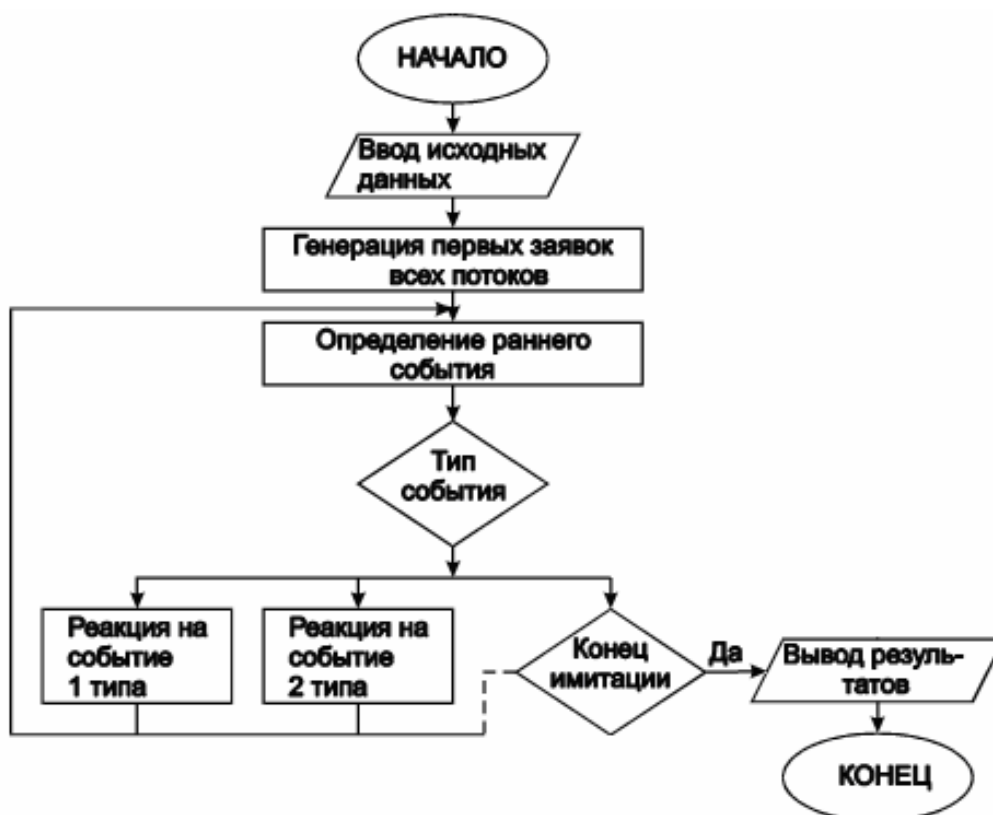 НАЧАЛО
Ввод исходных
данных
Генерация первых заявок
всех потоков
Определение раннего
события
Тип
события
Реакция на
событие
1 типа
Реакция на
событие
2 типа
Конец
имитации
Да
Вывод резуль-
татов
КОНЕЦ